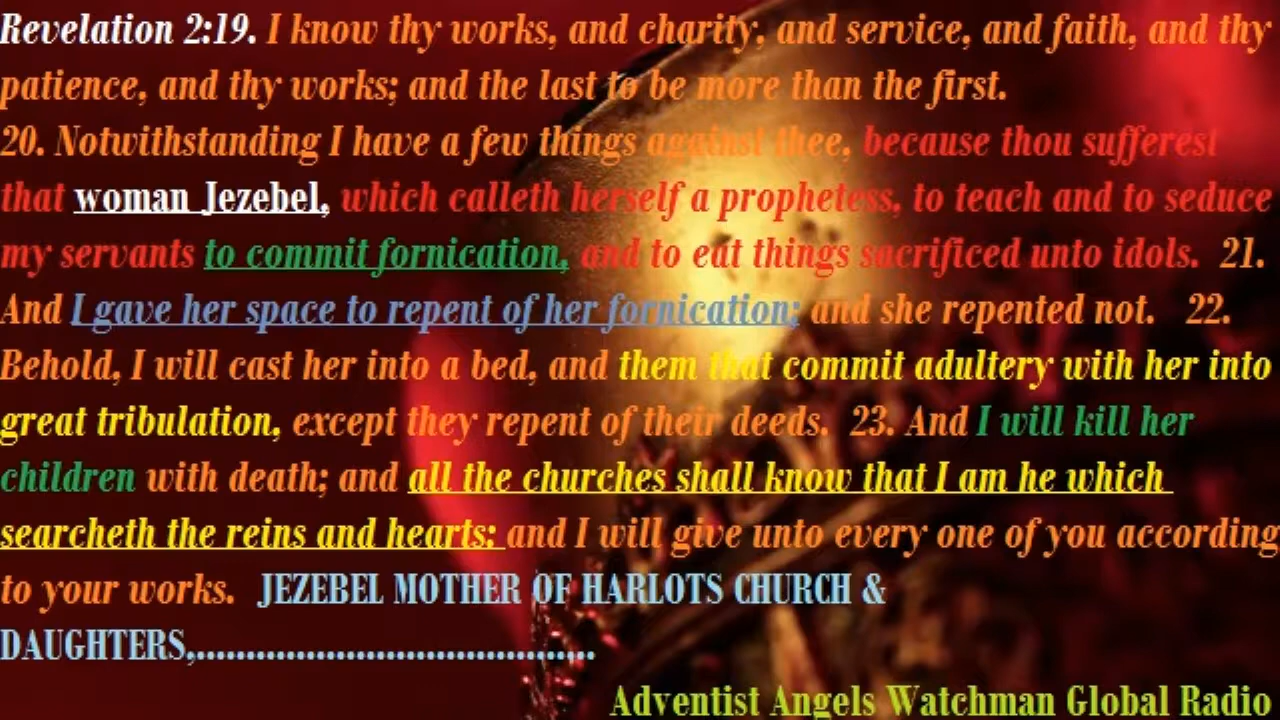 Revelation 2:19. I know thy works, and charity, and service, and faith, and thy
patience, and thy works; and the last to be more than the first.
20. Notwithstanding I have a few things against thee, because thou sufferest
that woman Jezebel, which calleth herself a prophetess, to teach and to seduce
my servants to commit fornication, and to eat things sacrificed unto idols. 21.
And I gave her space to repent of her fornication; and she repented not. 22.
Behold, I will cast her into a bed, and them that commit adultery with her into
great tribulation, except they repent of their deeds. 23. And I will kill her
children with death; and all the churches shall know that I am he which
searcheth the reins and hearts: and I will give unto every one of you according
to your works. JEZEBEL MOTHER OF HARLOTS CHURCH &
DAUGHTERS,........................................
Adventist Angels Watchman Global Radio